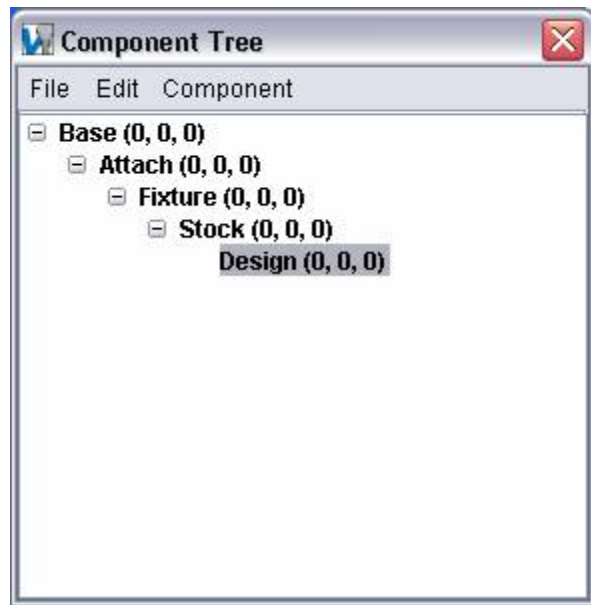 Component Tree
File Edit Component
Base (0, 0, 0)
Attach (0, 0, 0)
Fixture (0, 0, 0)
Stock (0, 0, 0)
Design (0, 0, 0)